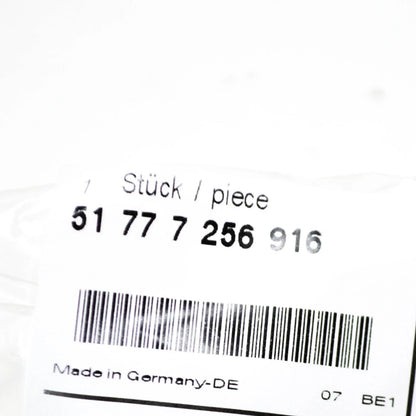 1 Stück / piece
51 77 7 256 916
Made in Germany-DE 07 BE1